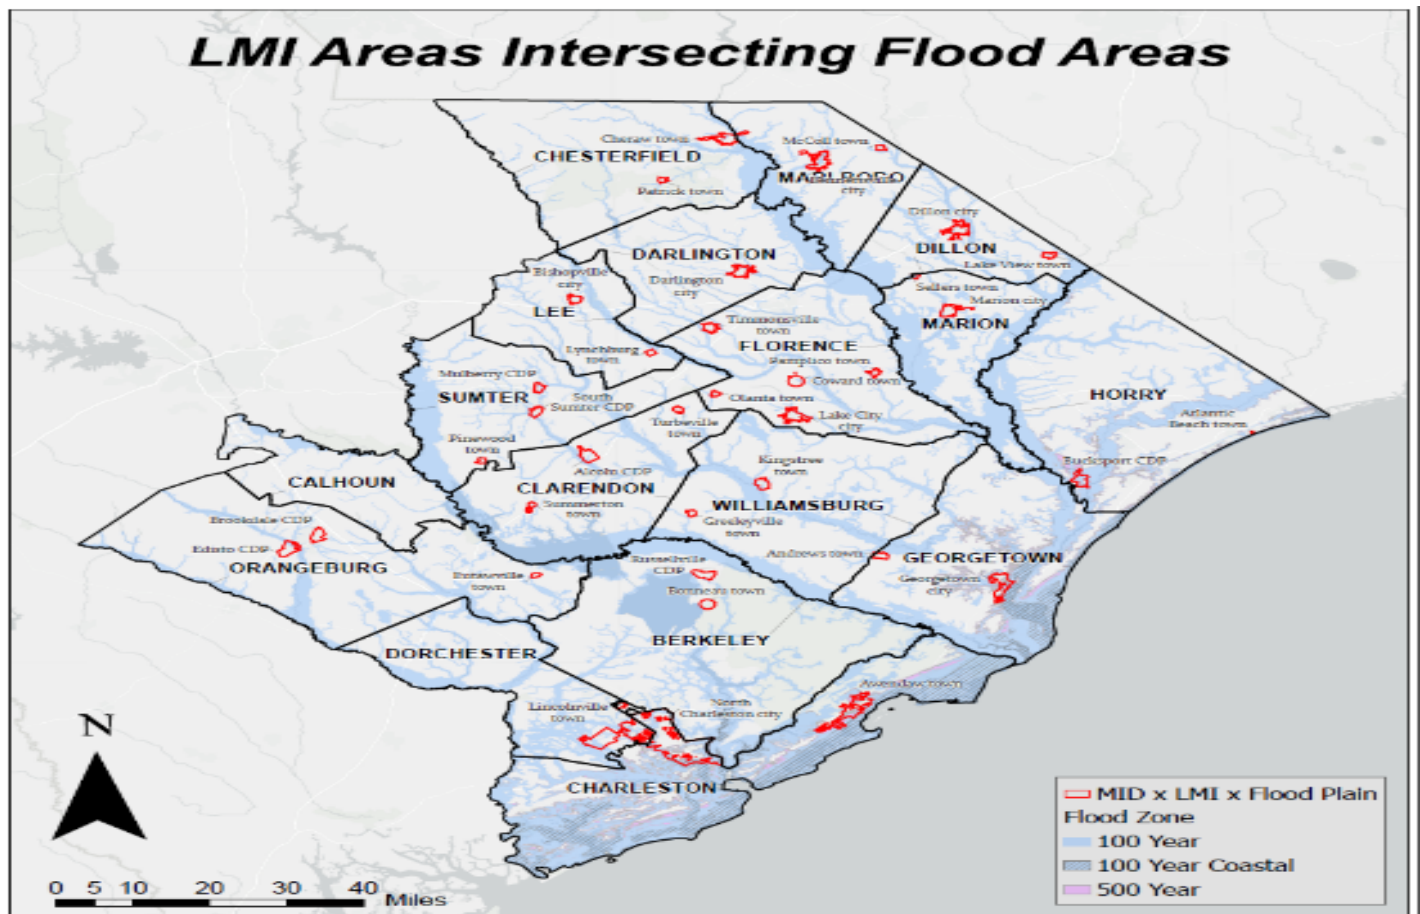 LMI Areas Intersecting Flood Areas
Cheraw town
CHESTERFIELD
Patrick town
McColl town
MARLBORO
city
Dillon city
DILLON
Lake View town
DARLINGTON
Darlington
city
Bishopville
city
LEE
Lynchburg
town
Sellers town
Marion city
MARION
Timmonsville
town
FLORENCE
Pamplico town
Coward town
Olanta town
Lake City
city
HORRY
Atlantic
Beach town
Bucksport CDP
Mulberry CDP
SUMTER
South
Sumter CDP
Pinewood
town
Turbeville
town
Alcolu CDP
CLARENDON
Summerton
town
Kingstree
town
WILLIAMSBURG
Greeleyville
town
CALHOUN
Brookdale CDP
Edisto CDP
ORANGEBURG
Eutawville
town
Andrews town
GEORGETOWN
Georgetown
city
Russellville
CDP
Bonneau town
BERKELEY
DORCHESTER
Lincolnville
town
North
Charleston city
Awendaw town
CHARLESTON
N
0 5 10 20 30 40
Miles
MID x LMI x Flood Plain
Flood Zone
100 Year
100 Year Coastal
500 Year